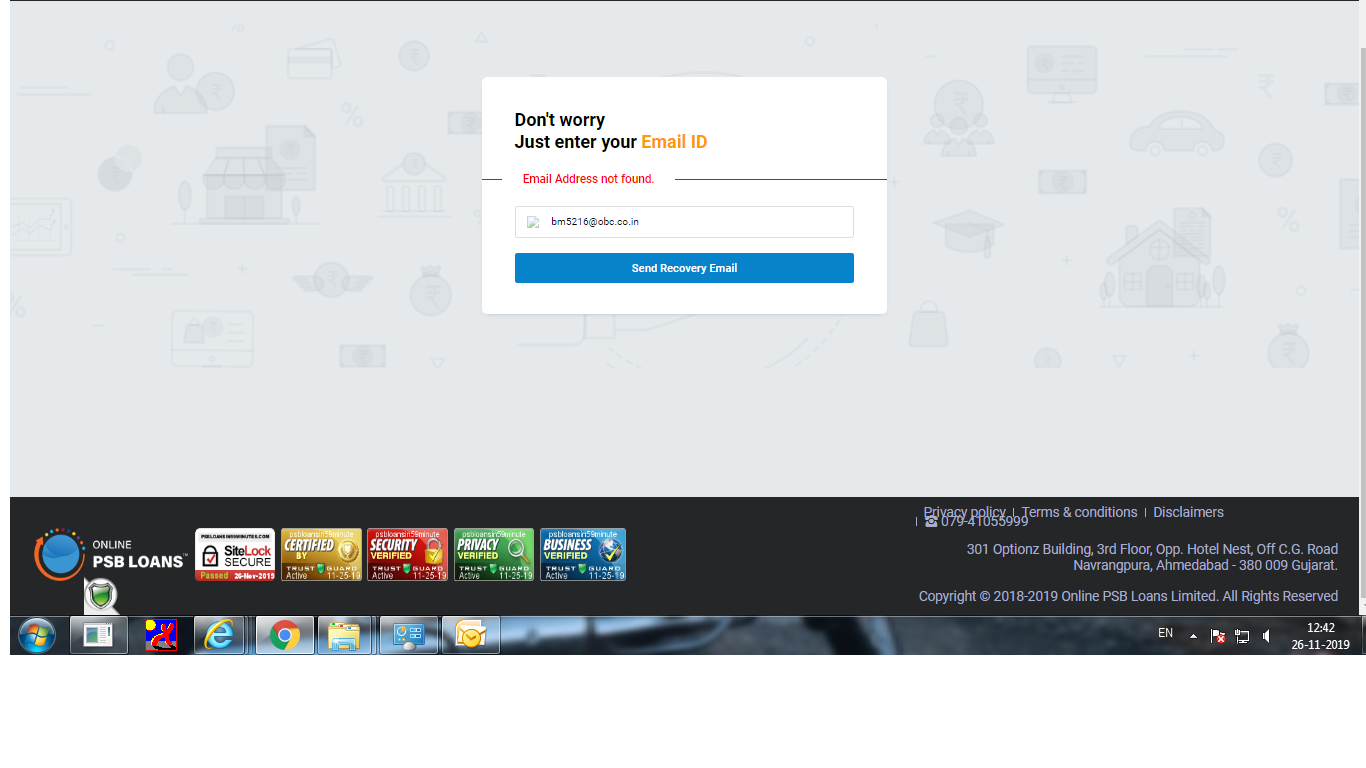 Don't worry
Just enter your Email ID
Email Address not found.
bm5216@obc.co.in
Send Recovery Email
ONLINE
PSB LOANS™
PSBLOANSIN59MINUTES.COM
SiteLock
SECURE
Passed 26-Nov-2019
psbloansin59minute
CERTIFIED
BY
TRUST GUARD
Active 11-25-19
psbloansin59minute
SECURITY
VERIFIED
TRUST GUARD
Active 11-25-19
psbloansin59minute
PRIVACY
VERIFIED
TRUST GUARD
Active 11-25-19
psbloansin59minute
BUSINESS
VERIFIED
TRUST GUARD
Active 11-25-19
Privacy policy | Terms & conditions | Disclaimers
| 079-41055999
301 Optionz Building, 3rd Floor, Opp. Hotel Nest, Off C.G. Road
Navrangpura, Ahmedabad - 380 009 Gujarat.
Copyright © 2018-2019 Online PSB Loans Limited. All Rights Reserved
EN
12:42
26-11-2019